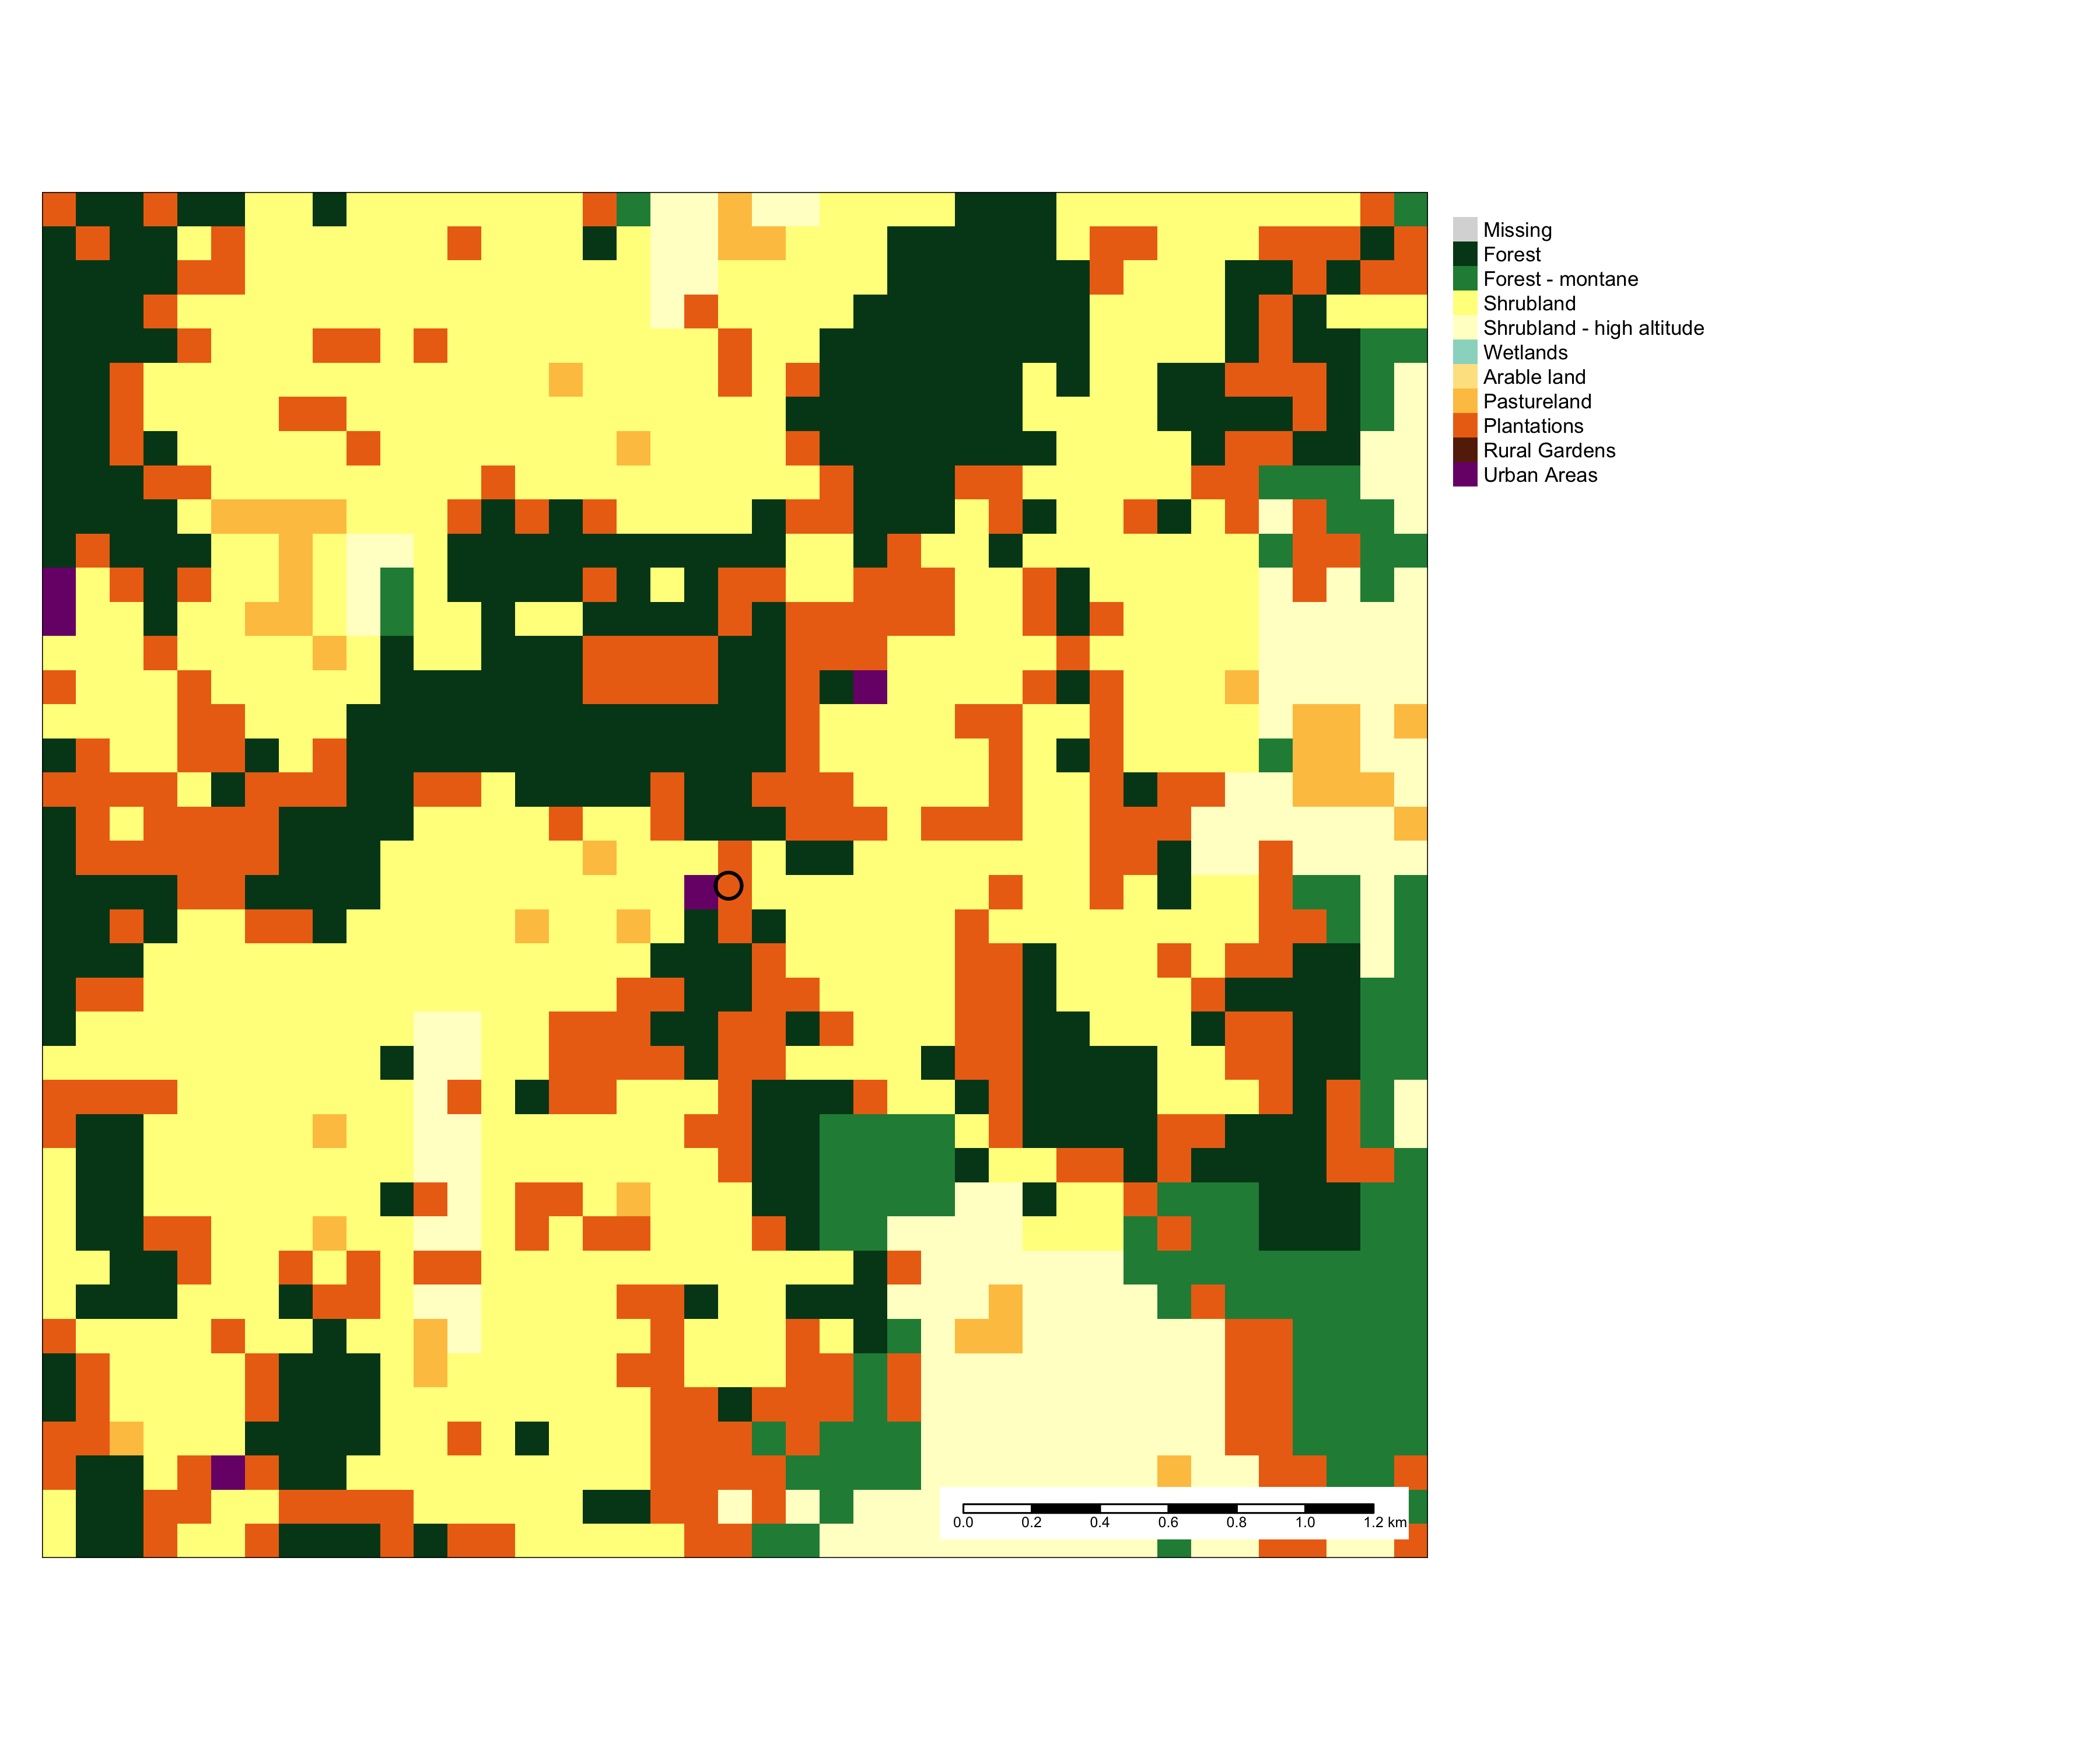 Missing
Forest
Forest - montane
Shrubland
Shrubland - high altitude
Wetlands
Arable land
Pastureland
Plantations
Rural Gardens
Urban Areas
0.0 0.2 0.4 0.6 0.8 1.0 1.2 km